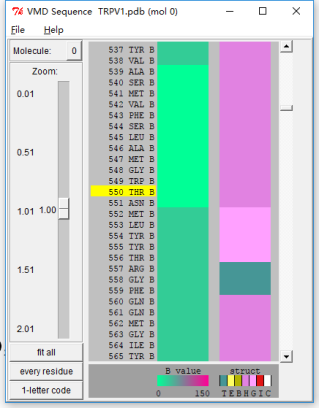 VMD Sequence TRPV1.pdb (mol 0)
File Help
Molecule: 0
Zoom:
0.01
0.51
1.01 1.00
1.51
2.01
fit all
every residue
1-letter code
537 TYR B
538 VAL B
539 ALA B
540 SER B
541 MET B
542 VAL B
543 PHE B
544 SER B
545 LEU B
546 ALA B
547 MET B
548 GLY B
549 TRP B
550 THR B
551 ASN B
552 MET B
553 LEU B
554 TYR B
555 TYR B
556 THR B
557 ARG B
558 GLY B
559 PHE B
560 GLN B
561 GLN B
562 MET B
563 GLY B
564 ILE B
565 TYR B
B value struct
0 150 T E B H G I C